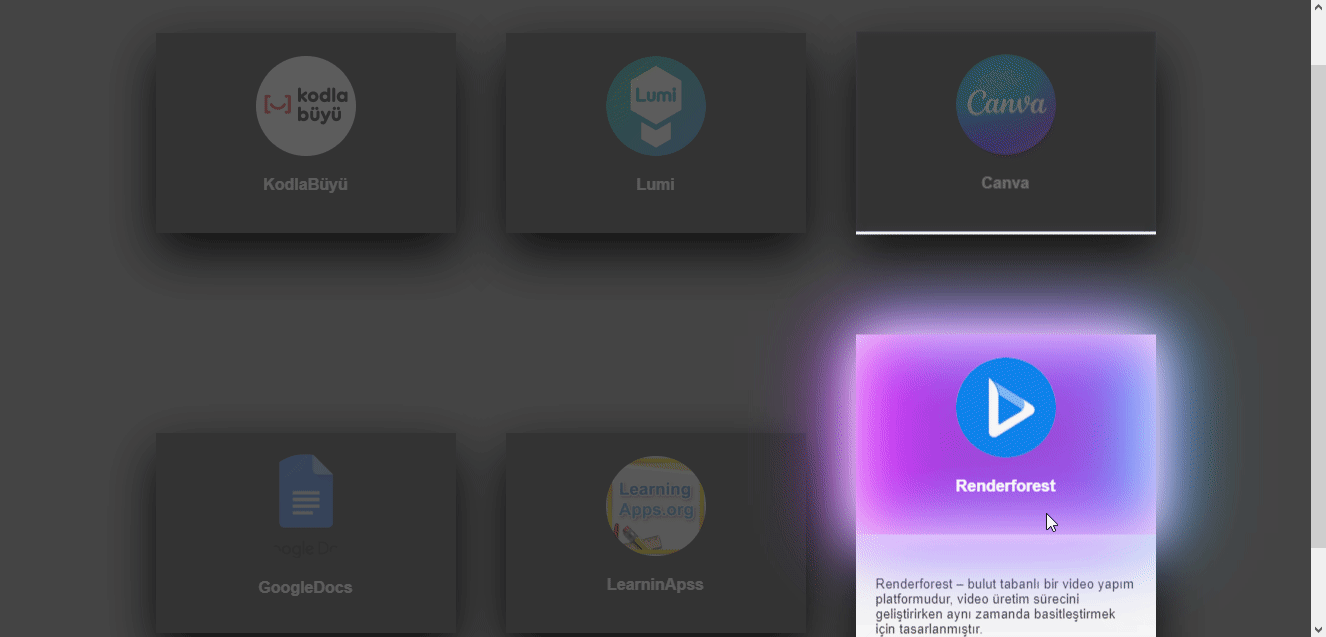 kodla
büyü
KodlaBüyü
Lumi
Lumi
Canva
Canva
GoogleDocs
Learning
Apps.org
LearninApss
Renderforest
Renderforest – bulut tabanlı bir video yapım
platformudur, video üretim sürecini
geliştirirken aynı zamanda basitleştirmek
için tasarlanmıştır.